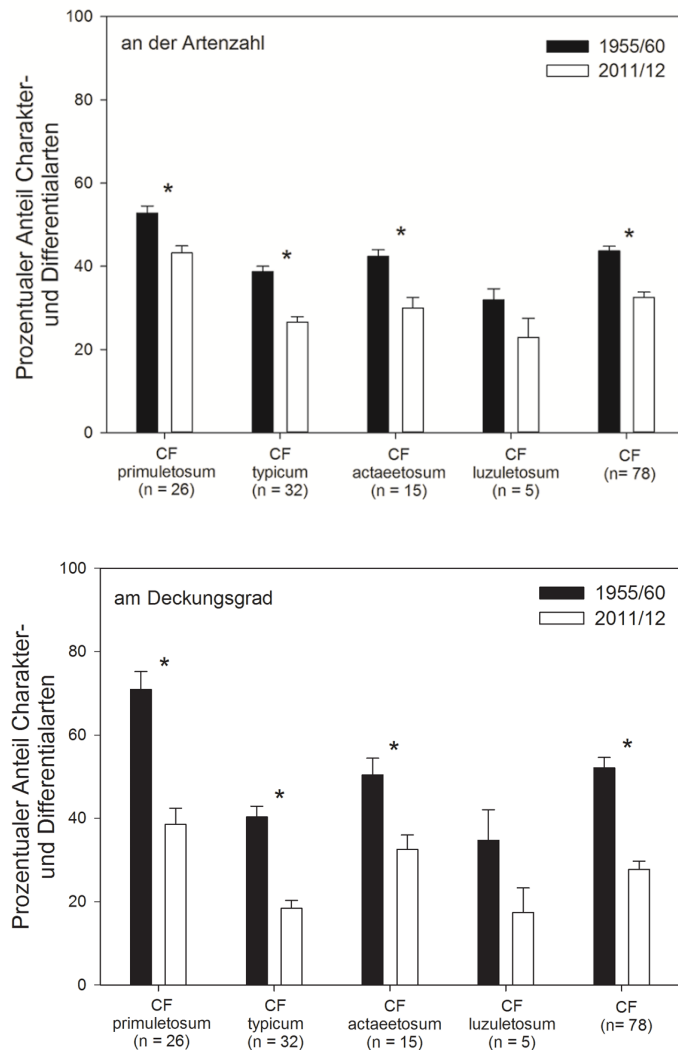 Prozentualer Anteil Charakter-
und Differentialarten
100
80
60
40
20
0
an der Artenzahl
1955/60
2011/12
*
*
*
*
CF
primuletosum
(n = 26)
CF
typicum
(n = 32)
CF
actaeetosum
(n = 15)
CF
luzuletosum
(n = 5)
CF
(n= 78)
Prozentualer Anteil Charakter-
und Differentialarten
100
80
60
40
20
0
am Deckungsgrad
1955/60
2011/12
*
*
*
*
CF
primuletosum
(n = 26)
CF
typicum
(n = 32)
CF
actaeetosum
(n = 15)
CF
luzuletosum
(n = 5)
CF
(n= 78)